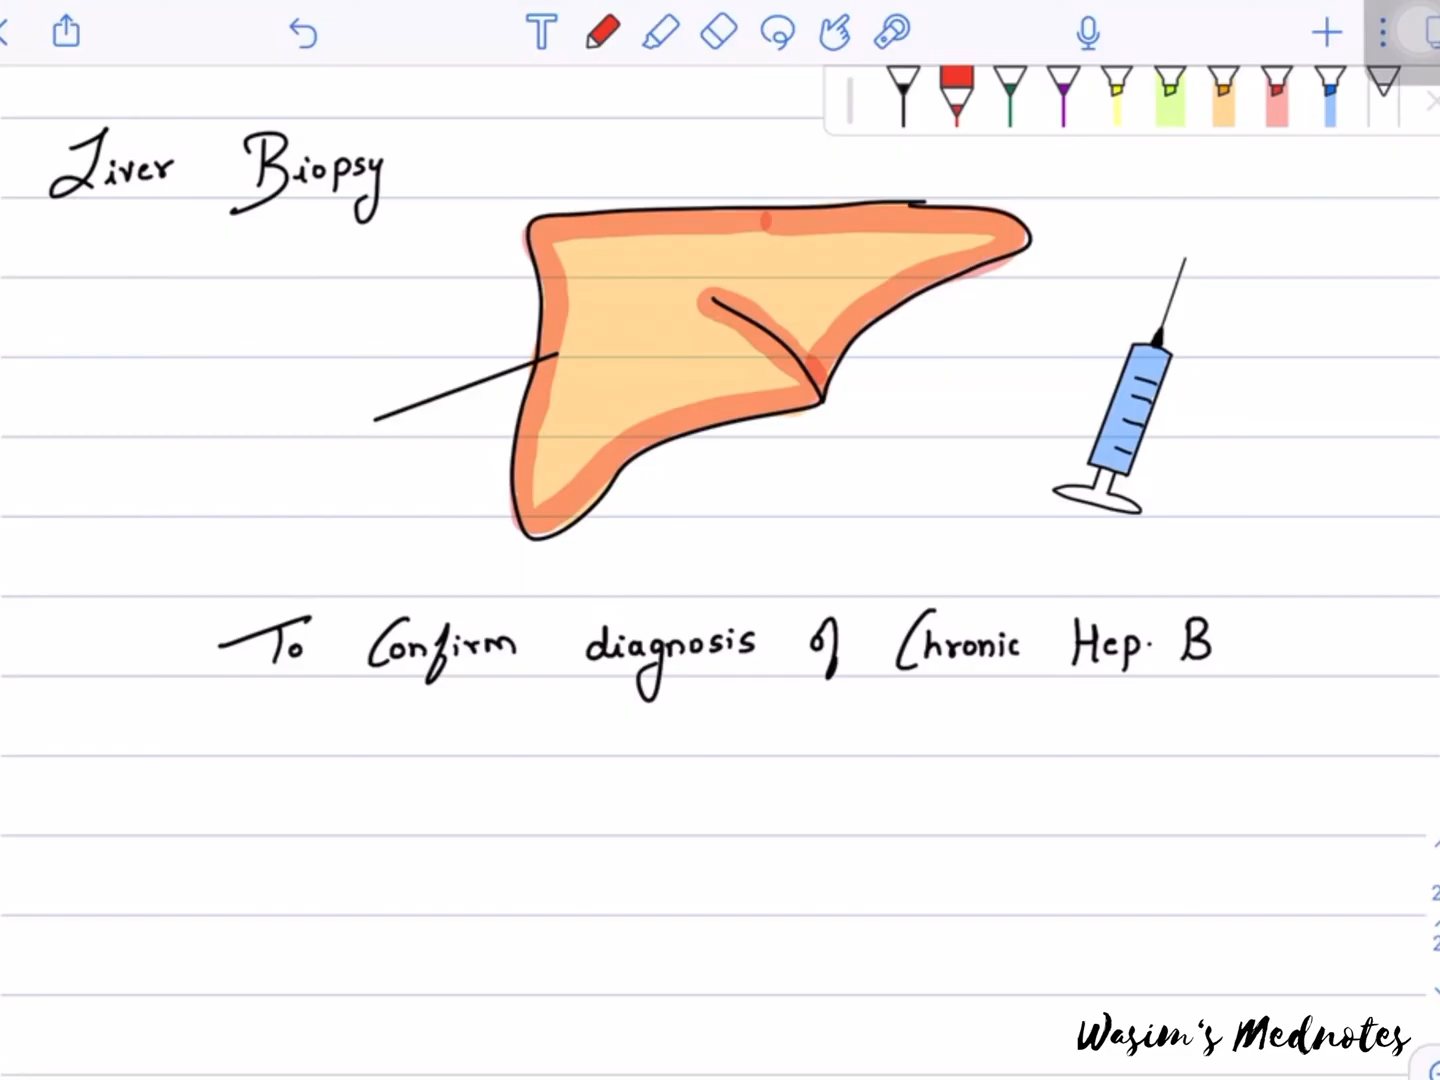 Liver Biopsy
To Confirm diagnosis of Chronic Hep. B
Wasim's Mednotes